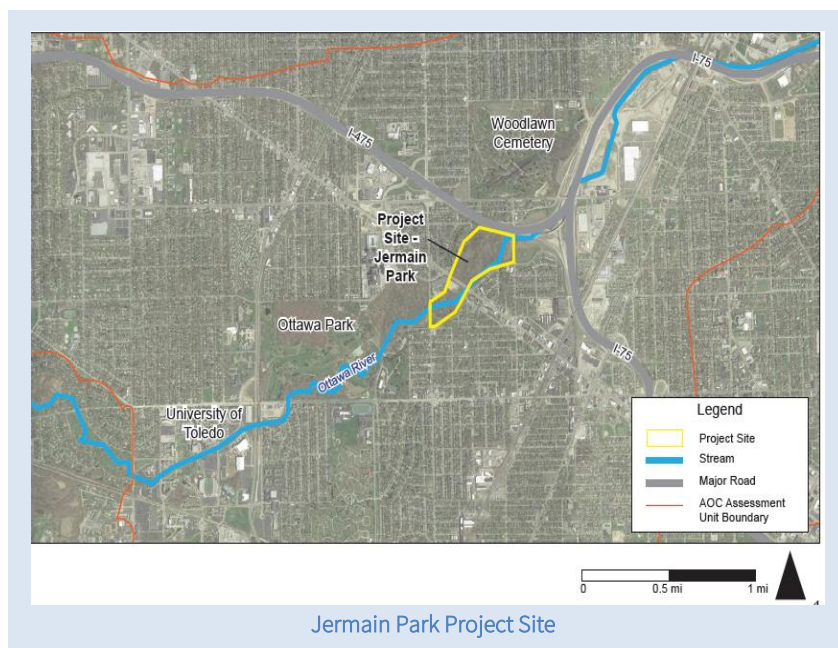 I-75
Woodlawn
Cemetery
I-475
Project
Site -
Jermain
Park
Ottawa Park
Ottawa River
I-75
University of
Toledo
Legend
Project Site
Stream
Major Road
AOC Assessment
Unit Boundary
0 0.5 mi 1 mi
Jermain Park Project Site